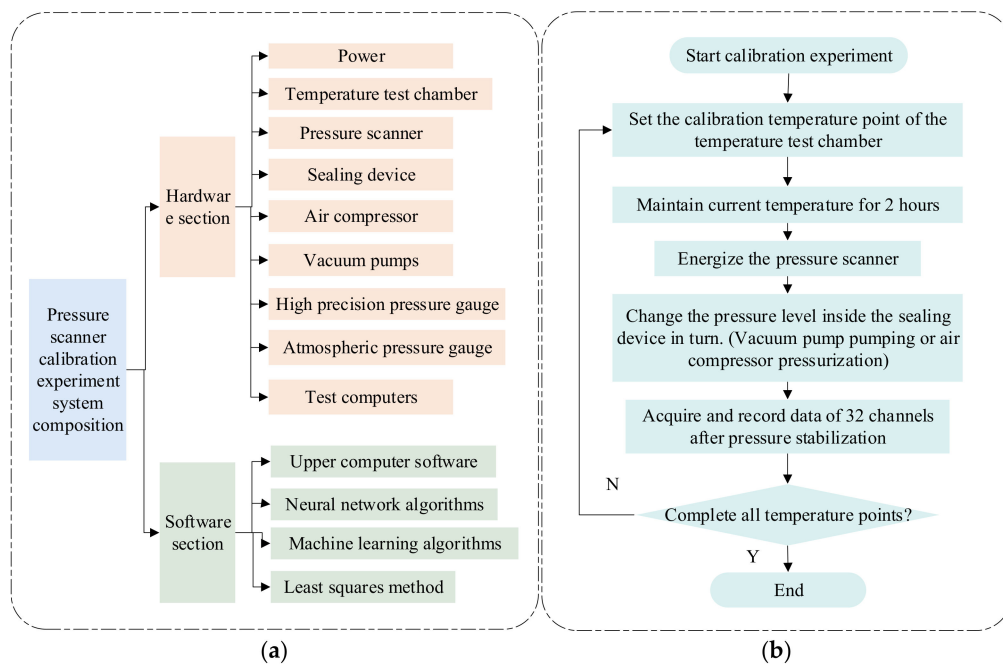 Pressure
scanner
calibration
experiment
system
composition
Hardwar
e section
Power
Temperature test chamber
Pressure scanner
Sealing device
Air compressor
Vacuum pumps
High precision pressure gauge
Atmospheric pressure gauge
Test computers
Software
section
Upper computer software
Neural network algorithms
Machine learning algorithms
Least squares method
(a)
Start calibration experiment
Set the calibration temperature point of the
temperature test chamber
Maintain current temperature for 2 hours
Energize the pressure scanner
Change the pressure level inside the sealing
device in turn. (Vacuum pump pumping or air
compressor pressurization)
Acquire and record data of 32 channels
after pressure stabilization
N
Complete all temperature points?
Y
End
(b)